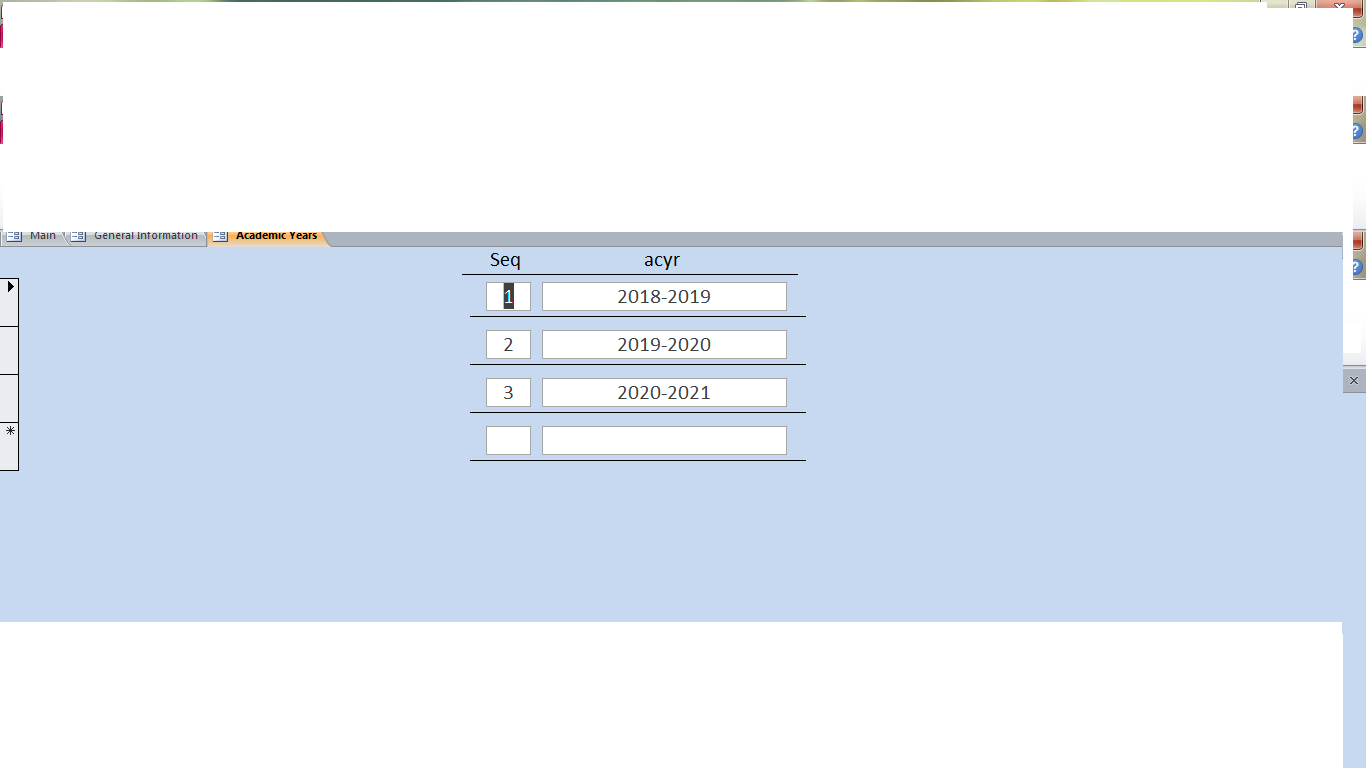 Main General Information Academic Years
Seq acyr
1 2018-2019
2 2019-2020
3 2020-2021